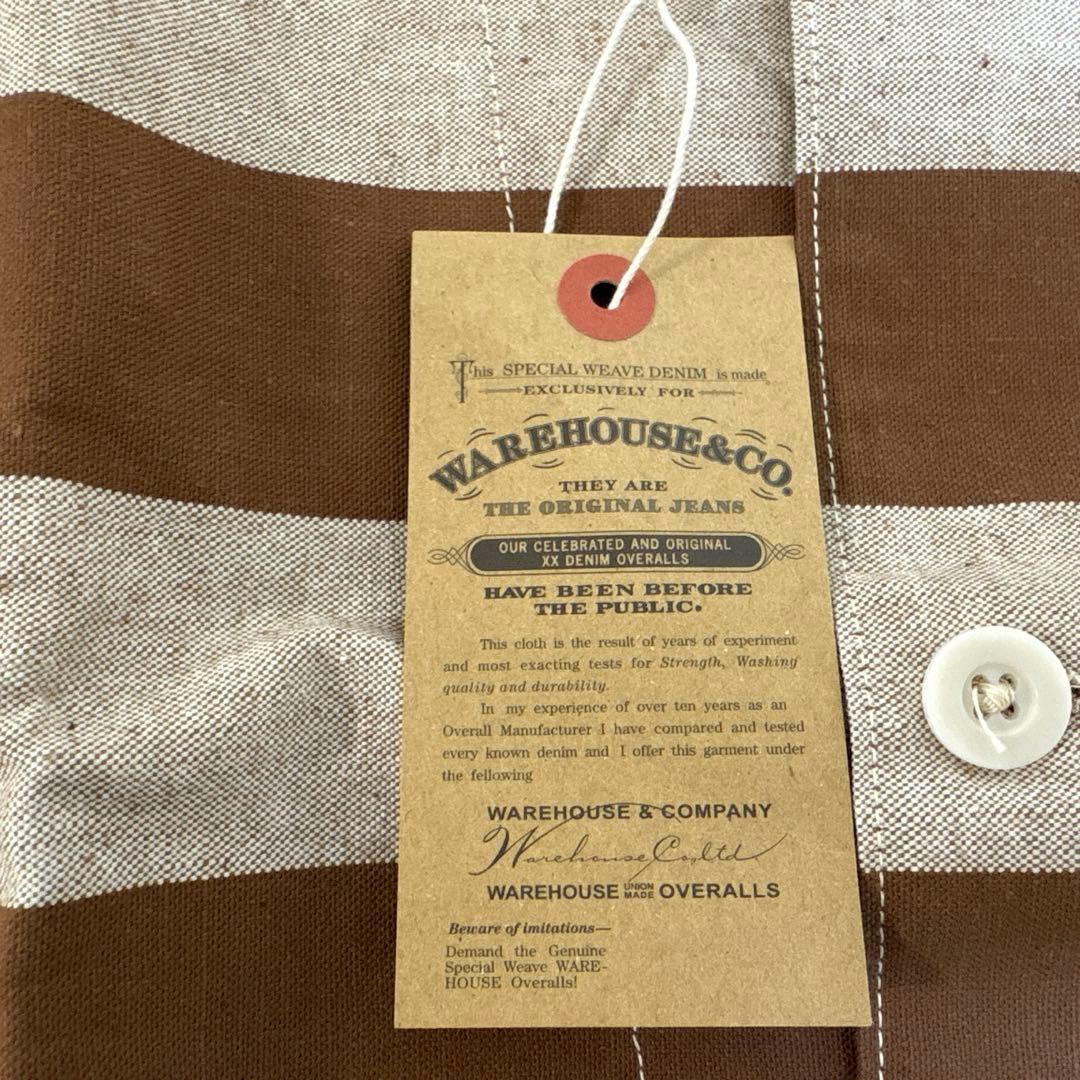 This SPECIAL WEAVE DENIM is made
EXCLUSIVELY FOR
WAREHOUSE&CO.
THEY ARE
THE ORIGINAL JEANS
OUR CELEBRATED AND ORIGINAL
XX DENIM OVERALLS
HAVE BEEN BEFORE
THE PUBLIC.
This cloth is the result of years of experiment
and most exacting tests for Strength, Washing
quality and durability.
In my experience of over ten years as an
Overall Manufacturer I have compared and tested
every known denim and I offer this garment under
the fellowing
WAREHOUSE & COMPANY
Warehouse Co,ltd
WAREHOUSE UNION MADE OVERALLS
Beware of imitations—
Demand the Genuine
Special Weave WARE-
HOUSE Overalls!